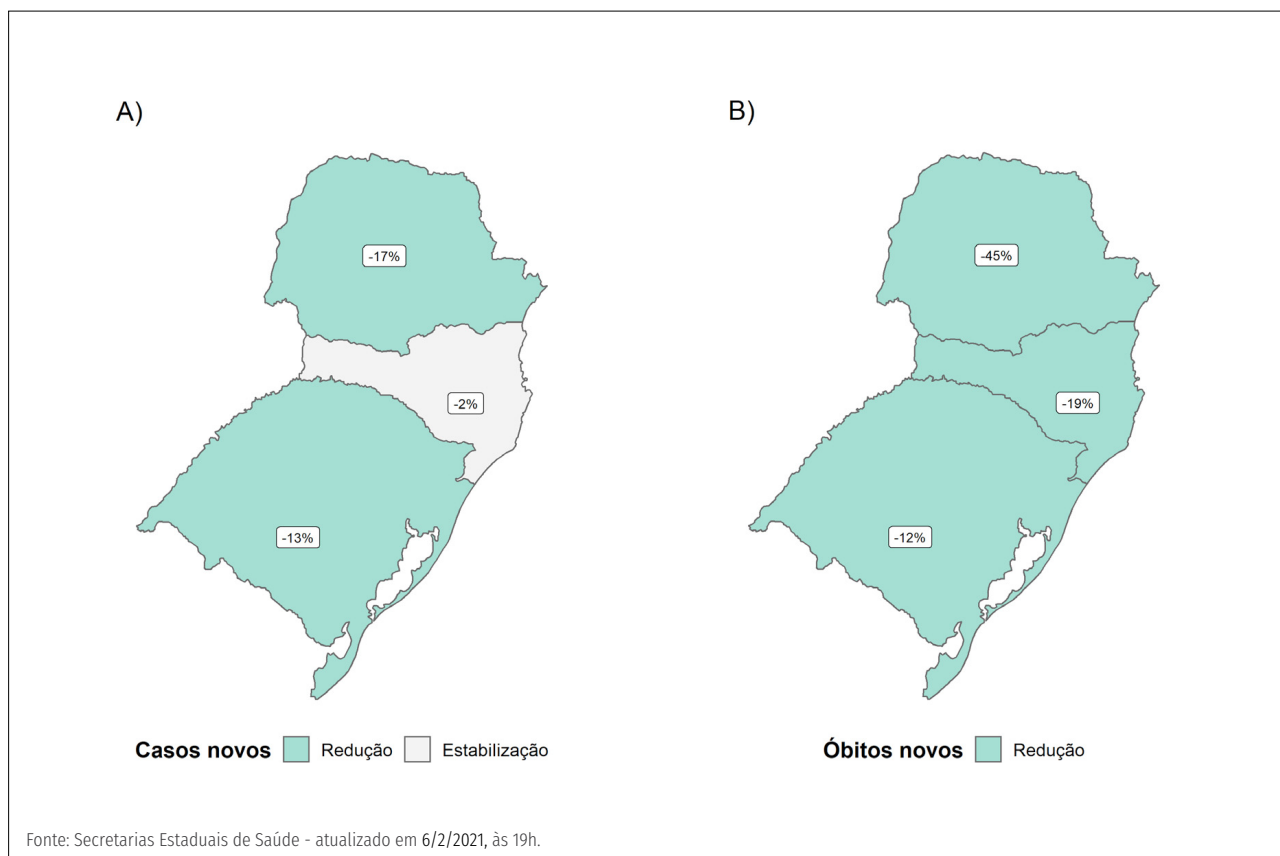 A)
B)
-17%
-45%
-2%
-19%
-13%
-12%
Casos novos Redução Estabilização
Óbitos novos Redução
Fonte: Secretarias Estaduais de Saúde - atualizado em 6/2/2021, às 19h.